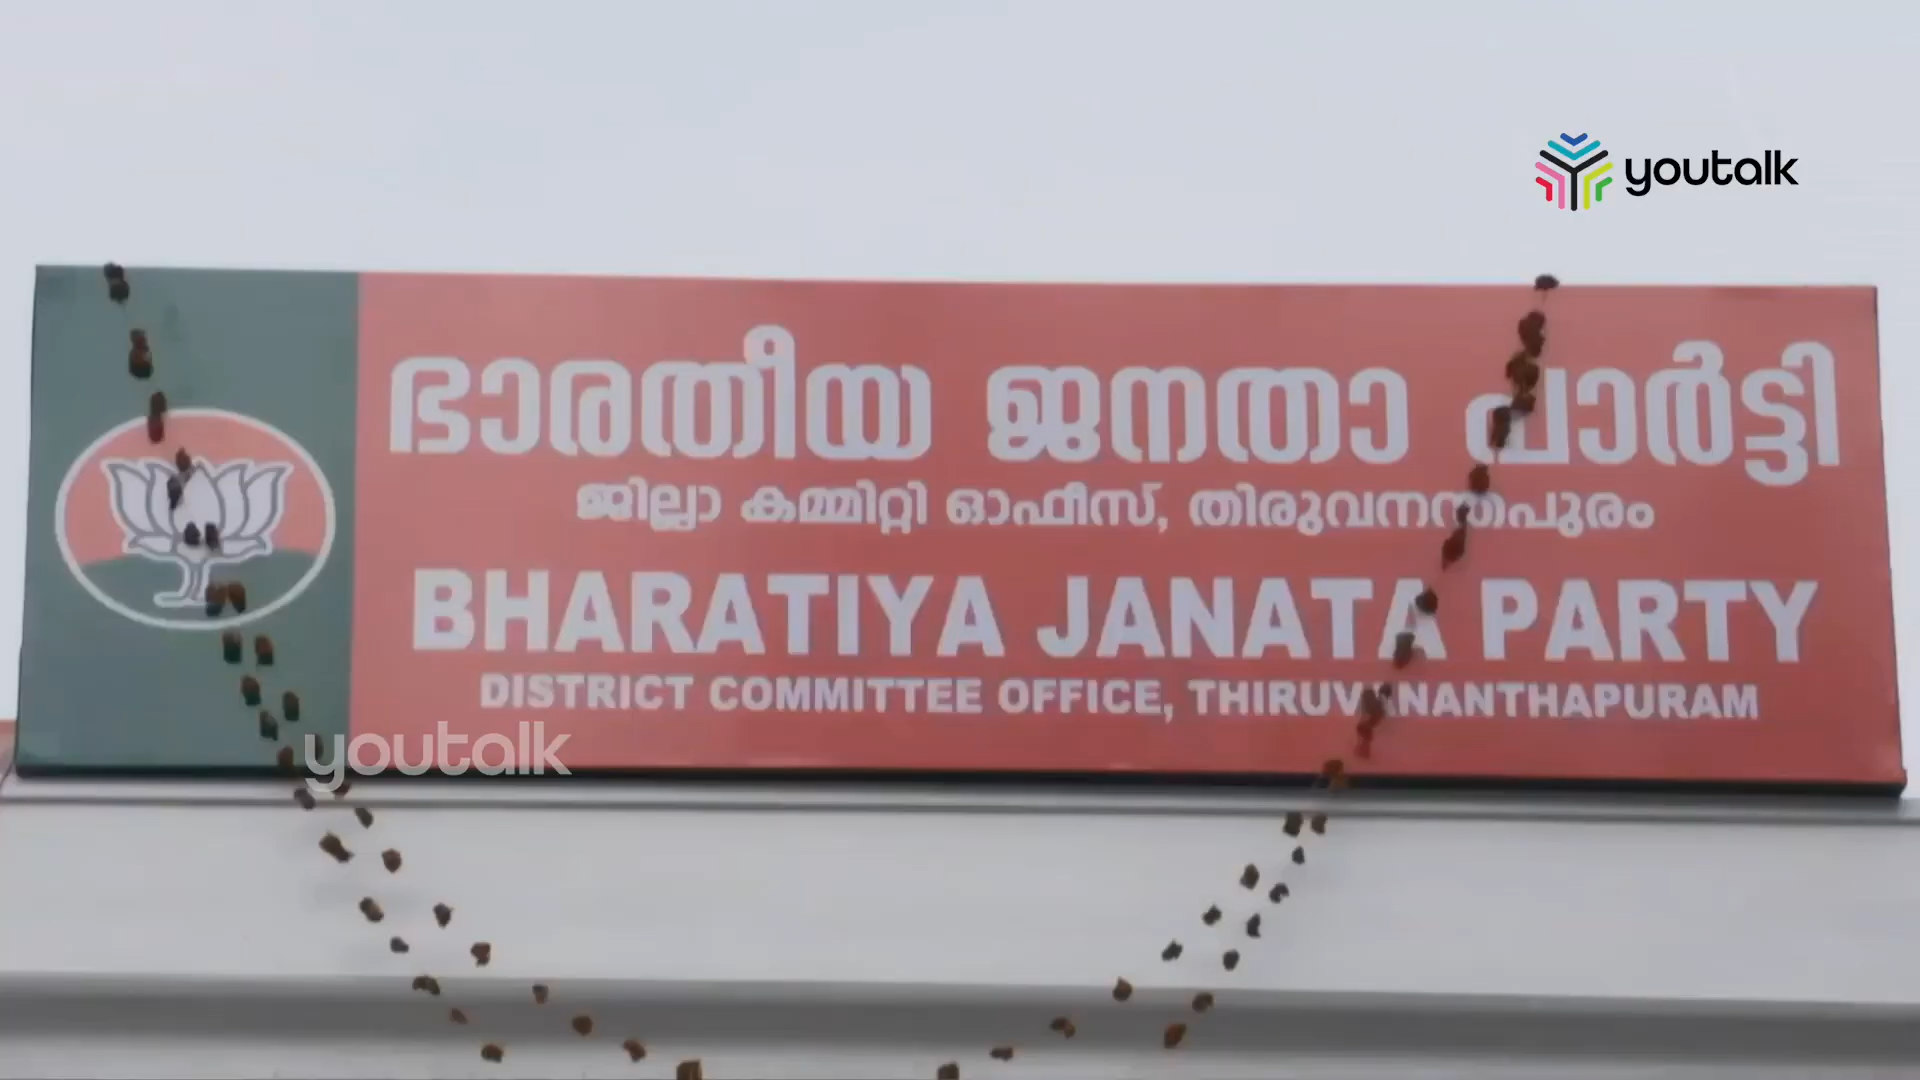 youtalk
ഭാരതീയ ജനതാ പാർട്ടി
ജില്ലാ കമ്മിറ്റി ഓഫീസ്, തിരുവനന്തപുരം
BHARATIYA JANATA PARTY
DISTRICT COMMITTEE OFFICE, THIRUVANANTHAPURAM
youtalk